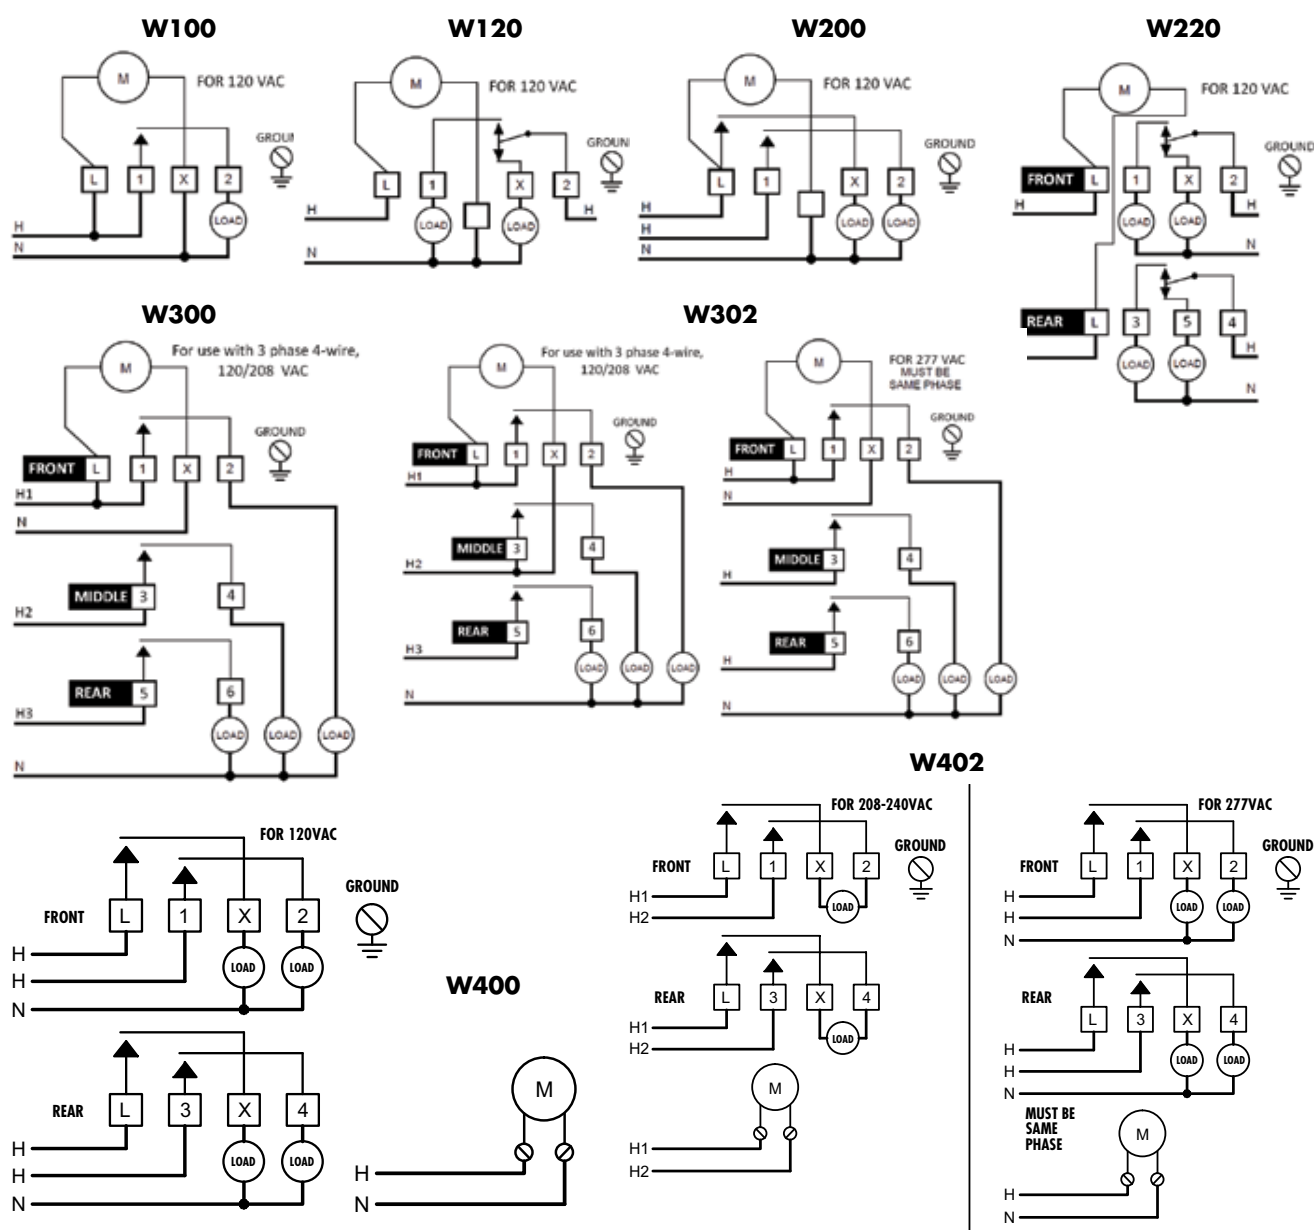 W100
M
FOR 120 VAC
GROUN
L 1 X 2
LOAD
H
N
W120
M
FOR 120 VAC
GROUN
L 1 X 2
H LOAD LOAD H
N
W200
M
FOR 120 VAC
GROUND
L 1 X 2
H LOAD LOAD
H
N
W220
M
FOR 120 VAC
GROUND
FRONT L 1 X 2
H LOAD LOAD H
N
REAR L 3 5 4
LOAD LOAD H
N
W300
M
For use with 3 phase 4-wire,
120/208 VAC
GROUND
FRONT L 1 X 2
H1
N
MIDDLE 3 4
H2
REAR 5 6
H3
LOAD LOAD LOAD
N
W302
M
For use with 3 phase 4-wire,
120/208 VAC
GROUND
FRONT L 1 X 2
H1
MIDDLE 3 4
H2
REAR 5 6
H3
LOAD LOAD LOAD
N
M
FOR 277 VAC
MUST BE
SAME PHASE
GROUND
FRONT L 1 X 2
H
N
MIDDLE 3 4
H
REAR 5 6
H
LOAD LOAD LOAD
N
W400
FOR 120VAC
GROUND
FRONT L 1 X 2
H
LOAD LOAD
H
N
REAR L 3 X 4
H
LOAD LOAD
H
N
M
H
N
W402
FOR 208-240VAC
GROUND
FRONT L 1 X 2
H1
LOAD
H2
REAR L 3 X 4
H1
LOAD
H2
M
H1
H2
FOR 277VAC
GROUND
FRONT L 1 X 2
H
LOAD LOAD
H
N
REAR L 3 X 4
H
LOAD LOAD
H
N
MUST BE
SAME
PHASE
M
H
N